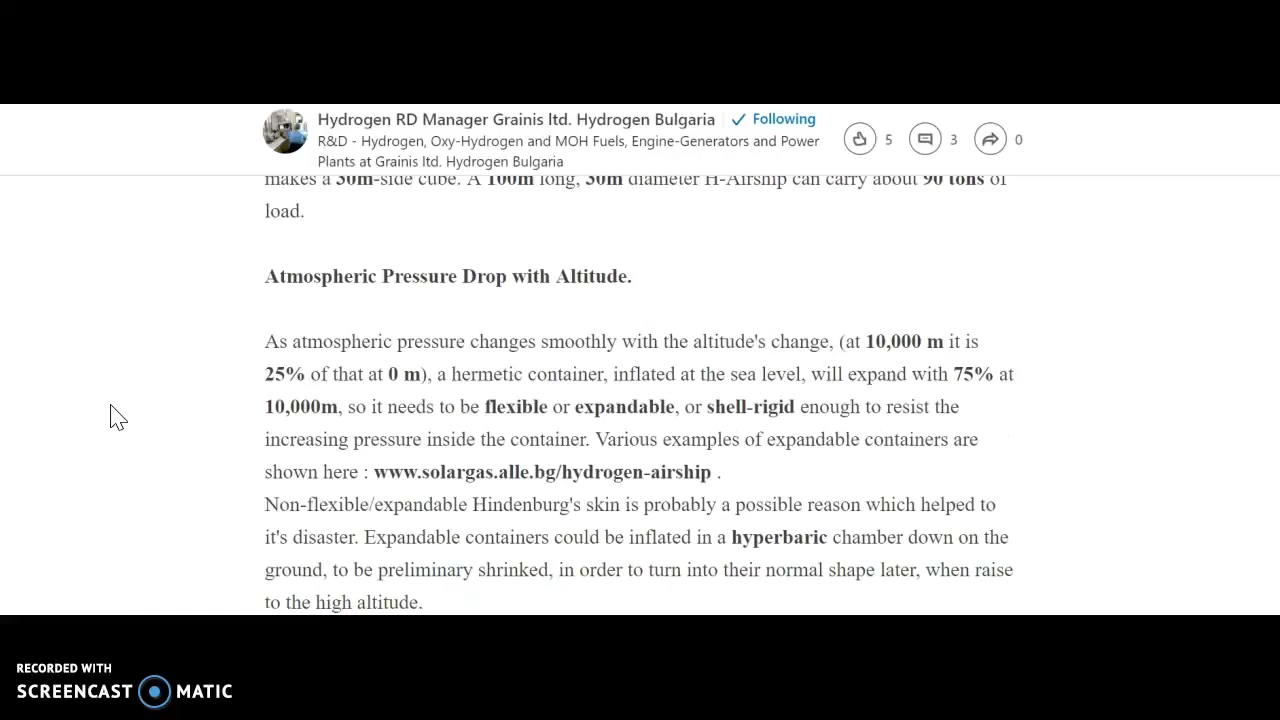 Hydrogen RD Manager Grainis ltd. Hydrogen Bulgaria Following
R&D - Hydrogen, Oxy-Hydrogen and MOH Fuels, Engine-Generators and Power
Plants at Grainis ltd. Hydrogen Bulgaria
5 3 0
makes a 30m-side cube. A 100m long, 30m diameter H-Airship can carry about 90 tons of
load.
Atmospheric Pressure Drop with Altitude.
As atmospheric pressure changes smoothly with the altitude's change, (at 10,000 m it is
25% of that at 0 m), a hermetic container, inflated at the sea level, will expand with 75% at
10,000m, so it needs to be flexible or expandable, or shell-rigid enough to resist the
increasing pressure inside the container. Various examples of expandable containers are
shown here : www.solargas.alle.bg/hydrogen-airship .
Non-flexible/expandable Hindenburg's skin is probably a possible reason which helped to
it's disaster. Expandable containers could be inflated in a hyperbaric chamber down on the
ground, to be preliminary shrinked, in order to turn into their normal shape later, when raise
to the high altitude.
RECORDED WITH
SCREENCAST MATIC